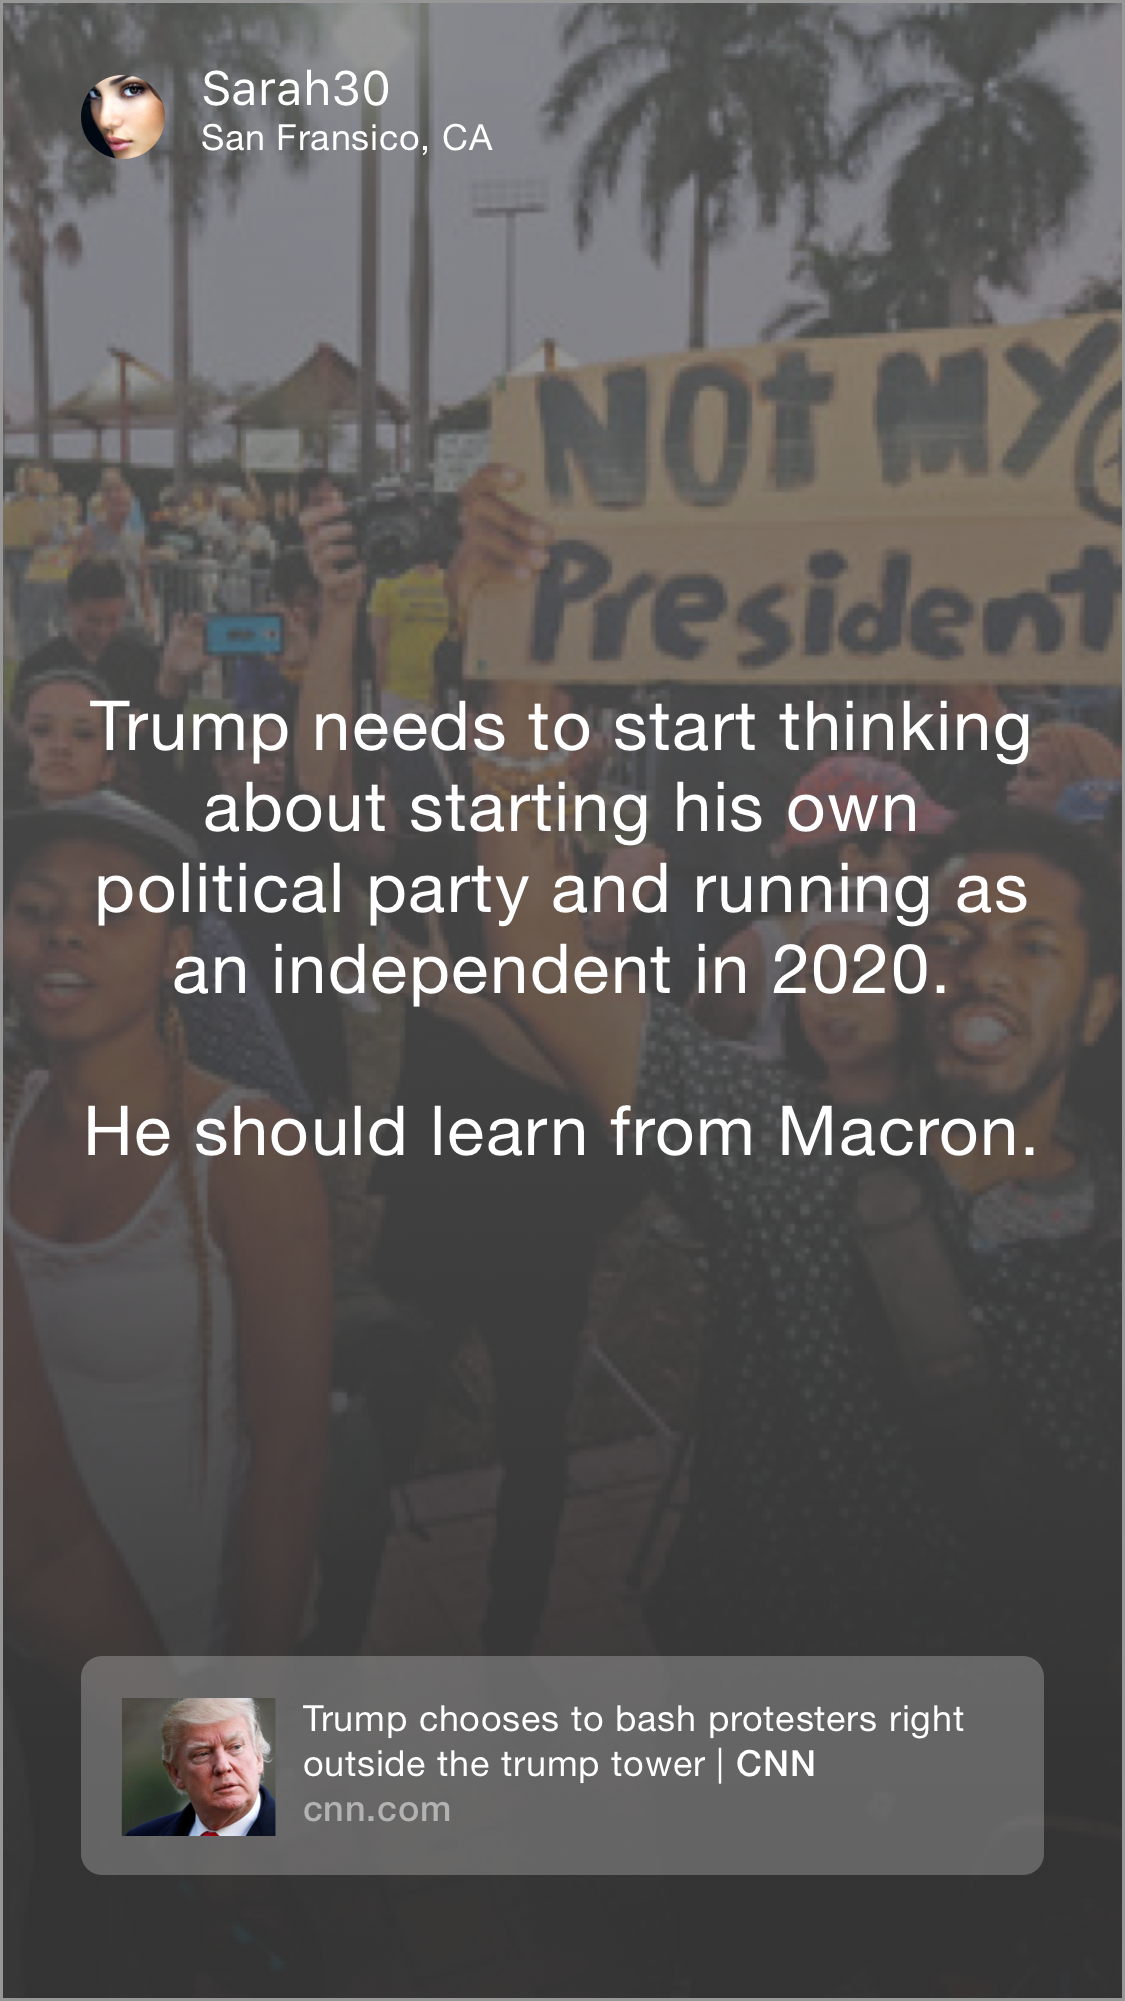 Sarah30
San Fransico, CA
NOt MY
President
Trump needs to start thinking
about starting his own
political party and running as
an independent in 2020.
He should learn from Macron.
Trump chooses to bash protesters right
outside the trump tower | CNN
cnn.com